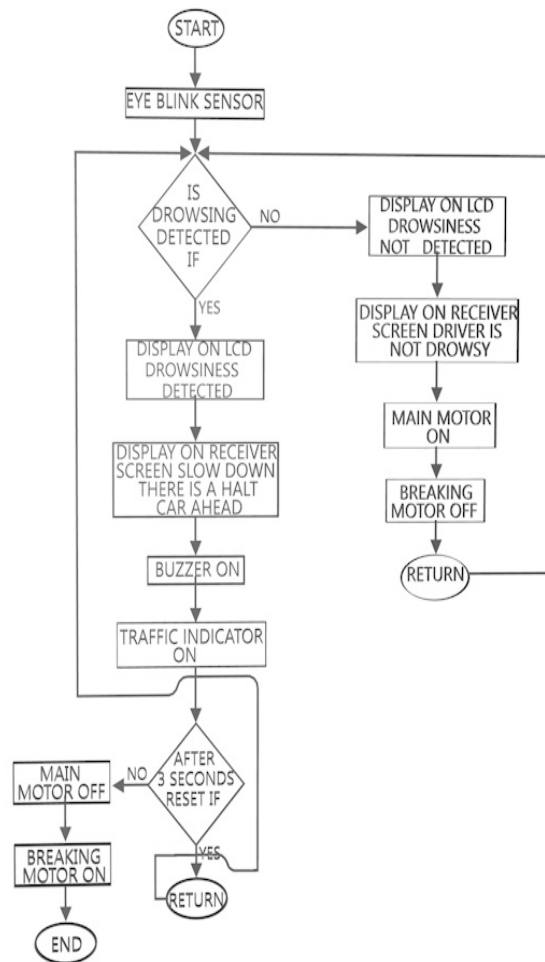 START
EYE BLINK SENSOR
IS
DROWSING
DETECTED
IF
NO
YES
DISPLAY ON LCD
DROWSINESS
NOT DETECTED
DISPLAY ON RECEIVER
SCREEN DRIVER IS
NOT DROWSY
MAIN MOTOR
ON
BREAKING
MOTOR OFF
RETURN
DISPLAY ON LCD
DROWSINESS
DETECTED
DISPLAY ON RECEIVER
SCREEN SLOW DOWN
THERE IS A HALT
CAR AHEAD
BUZZER ON
TRAFFIC INDICATOR
ON
AFTER
3 SECONDS
RESET IF
NO
YES
MAIN
MOTOR OFF
BREAKING
MOTOR ON
END
RETURN